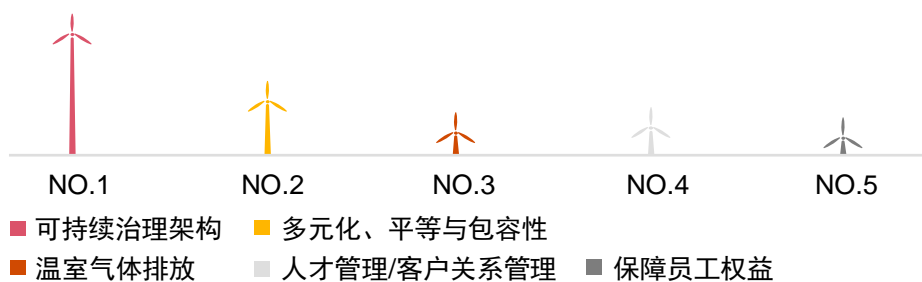 NO.1 NO.2 NO.3 NO.4 NO.5
可持续治理架构 多元化、平等与包容性
温室气体排放 人才管理/客户关系管理 保障员工权益